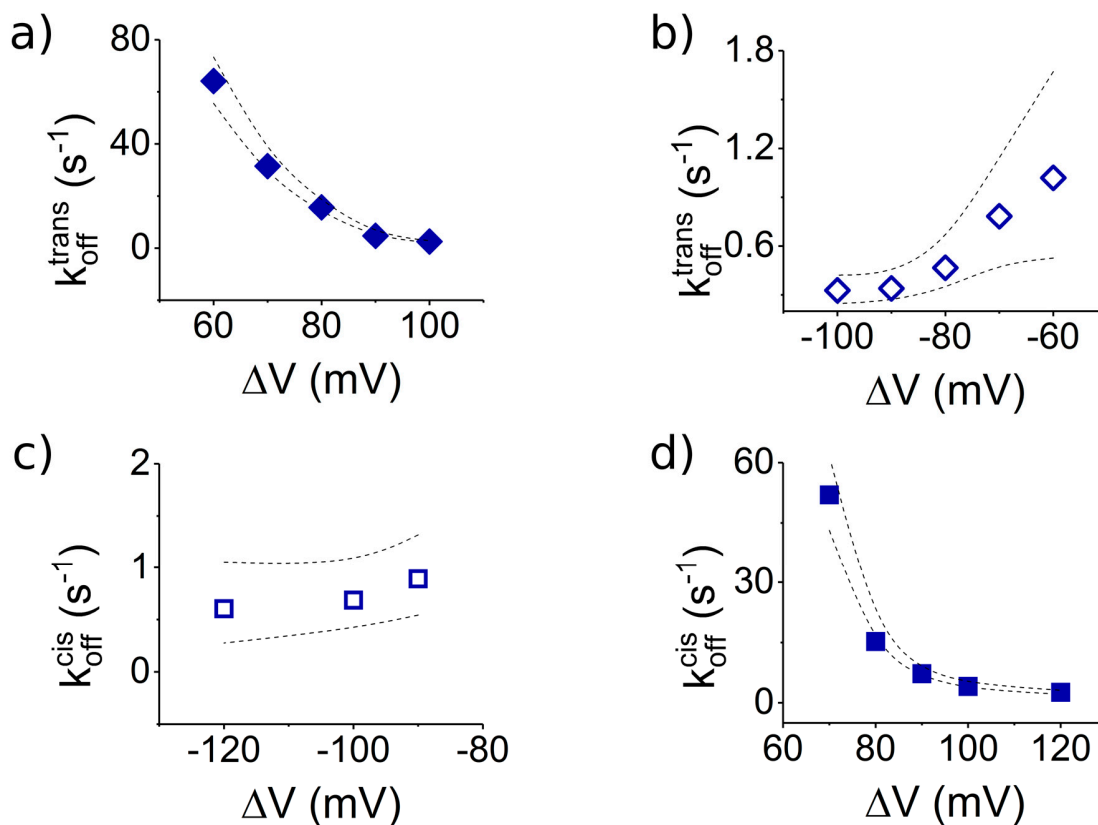 a)
80
40
0
k_off^trans (s^-1)
60 80 100
ΔV (mV)
b)
1.8
1.2
0.6
k_off^trans (s^-1)
-100 -80 -60
ΔV (mV)
c)
2
1
0
k_off^cis (s^-1)
-120 -100 -80
ΔV (mV)
d)
60
30
0
k_off^cis (s^-1)
60 80 100 120
ΔV (mV)